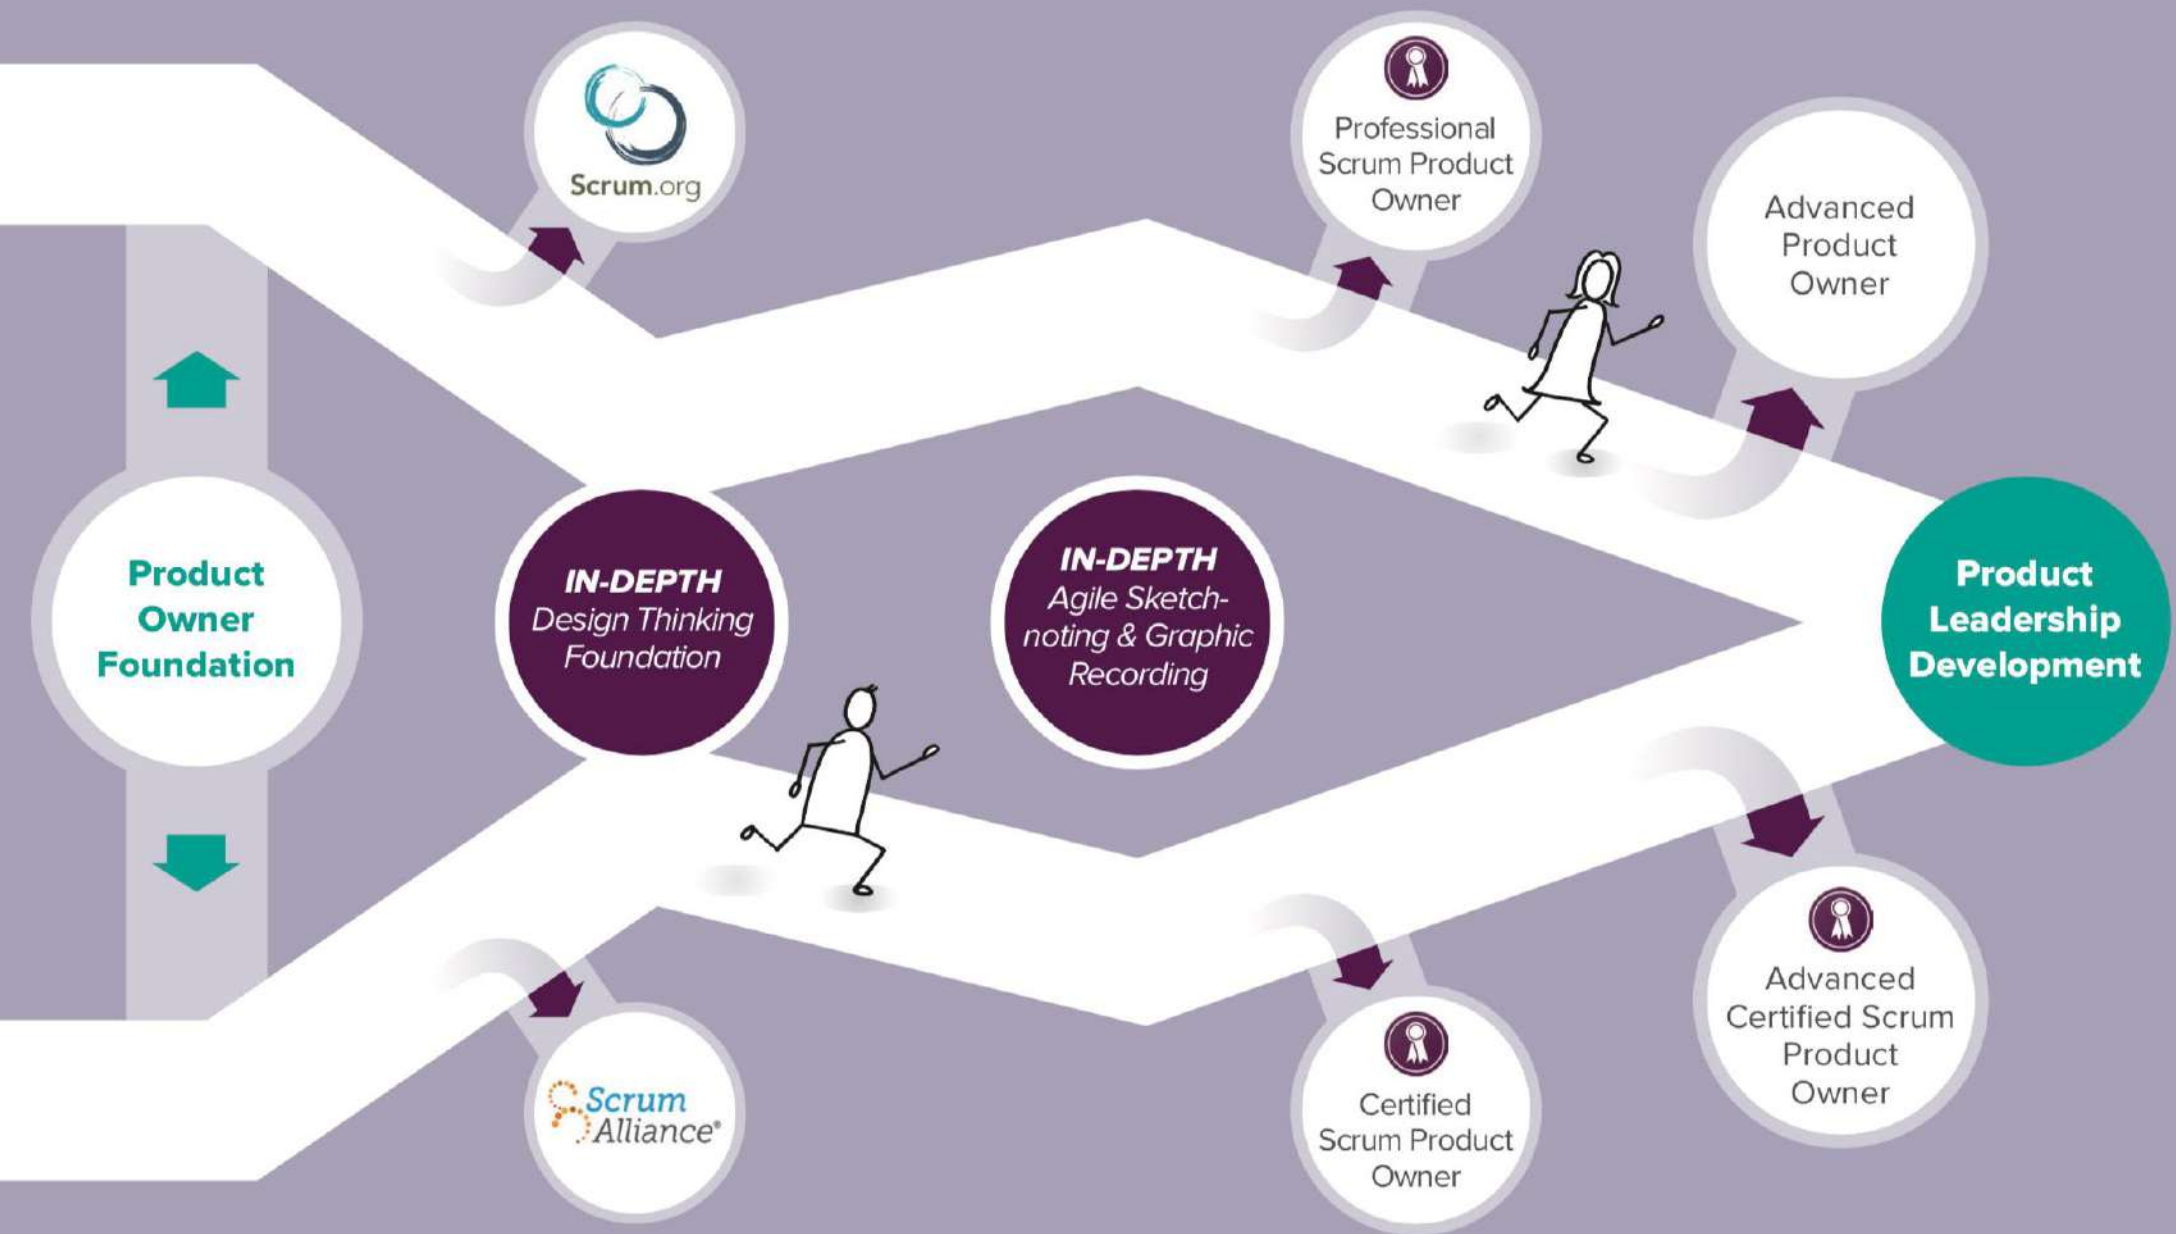 Scrum.org
Professional
Scrum Product
Owner
Advanced
Product
Owner
Product
Owner
Foundation
IN-DEPTH
Design Thinking
Foundation
IN-DEPTH
Agile Sketch-
noting & Graphic
Recording
Product
Leadership
Development
Scrum
Alliance®
Certified
Scrum Product
Owner
Advanced
Certified Scrum
Product
Owner